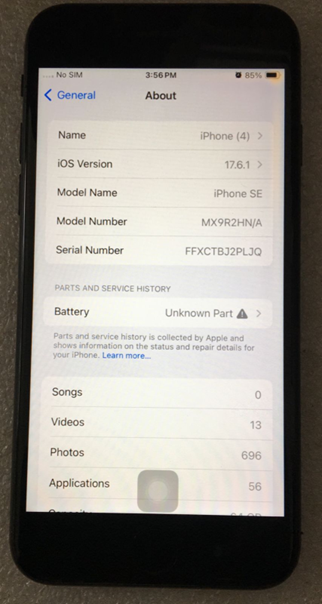 No SIM 3:56 PM 85%
General About
Name iPhone (4)
iOS Version 17.6.1
Model Name iPhone SE
Model Number MX9R2HN/A
Serial Number FFXCTBJ2PLJQ
PARTS AND SERVICE HISTORY
Battery Unknown Part
Parts and service history is collected by Apple and
shows information on the status and repair details for
your iPhone. Learn more...
Songs 0
Videos 13
Photos 696
Applications 56